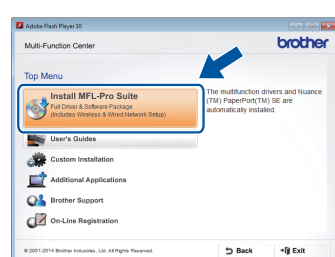 Adobe Flash Player 10
Multi-Function Center
brother
Top Menu
Install MFL-Pro Suite
Full Driver & Software Package
(Includes Wireless & Wired Network Setup)
The multifunction drivers and Nuance
(TM) PaperPort(TM) SE are
automatically installed.
User's Guides
Custom Installation
Additional Applications
Brother Support
On-Line Registration
© 2001-2014 Brother Industries, Ltd. All Rights Reserved.
Back
Exit